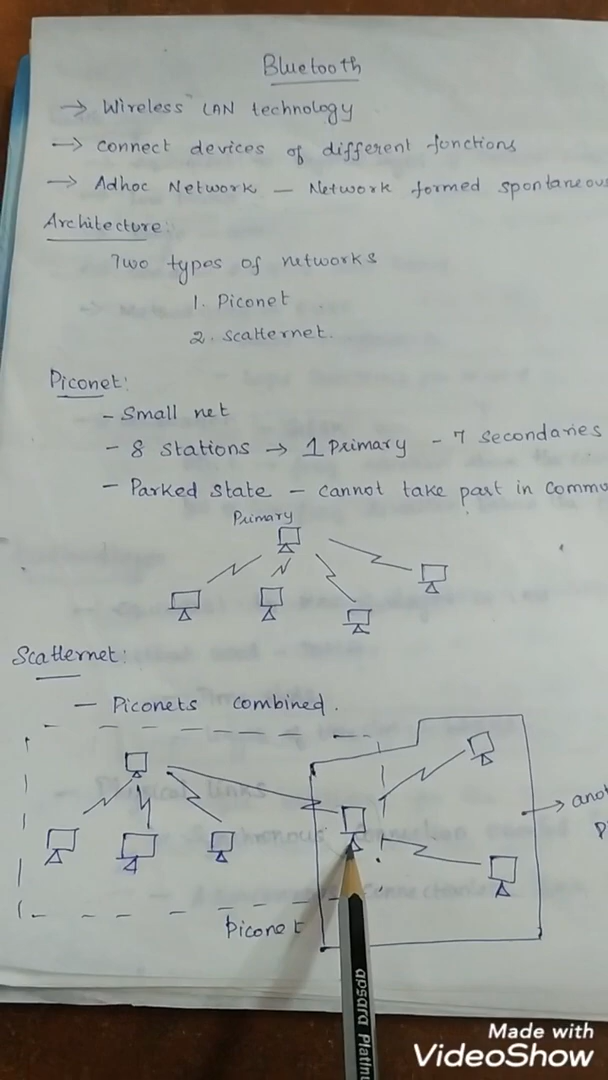 Bluetooth
→ Wireless LAN technology
→ connect devices of different fonctions
→ Adhoc Network — Network formed spontaneous
Architecture:
Two types of networks
1. Piconet
2. Scatternet.
Piconet:
- Small net
- 8 stations → 1 Primary - 7 secondaries
- Parked state - cannot take part in commu
Primary
Scatternet:
- Piconets combined.
→ ano
Pi
Piconet
apsara Platin
Made with
VideoShow